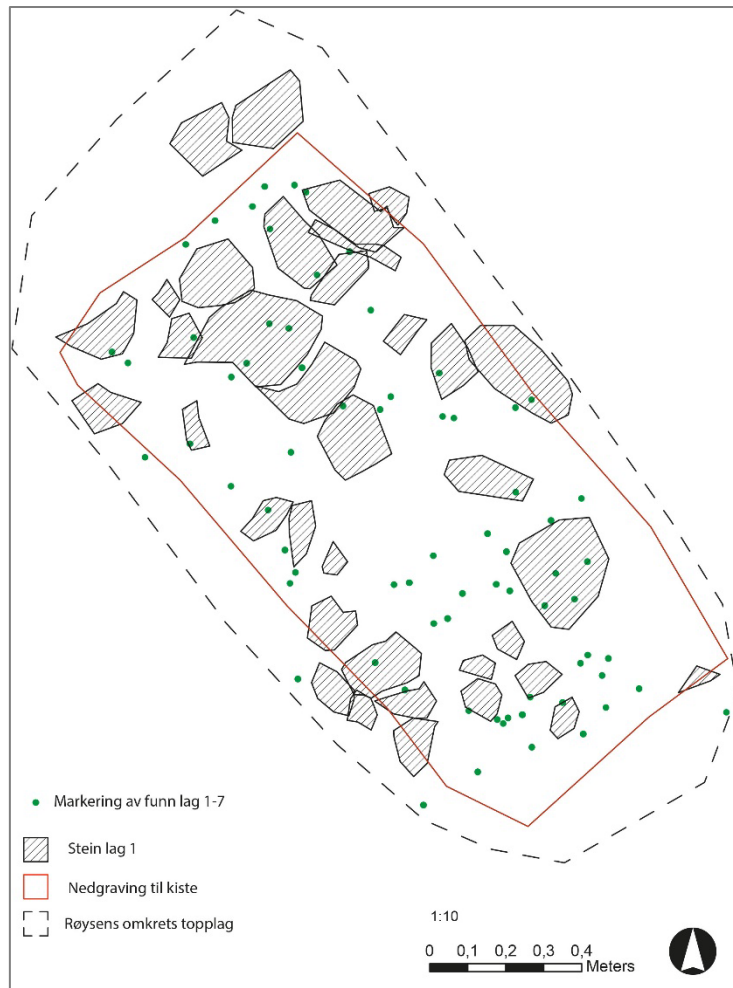 Markering av funn lag 1-7
Stein lag 1
Nedgraving til kiste
Røysens omkrets topplag
1:10
0 0,1 0,2 0,3 0,4
Meters